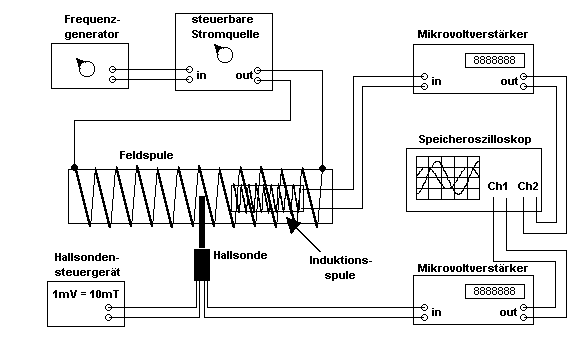 Frequenz-
generator
steuerbare
Stromquelle
in
out
Mikrovoltverstärker
8888888
in
out
Speicheroszilloskop
Ch1
Ch2
Feldspule
Hallsonde
Induktions-
spule
Hallsonden-
steuergerät
1mV = 10mT
Mikrovoltverstärker
8888888
in
out